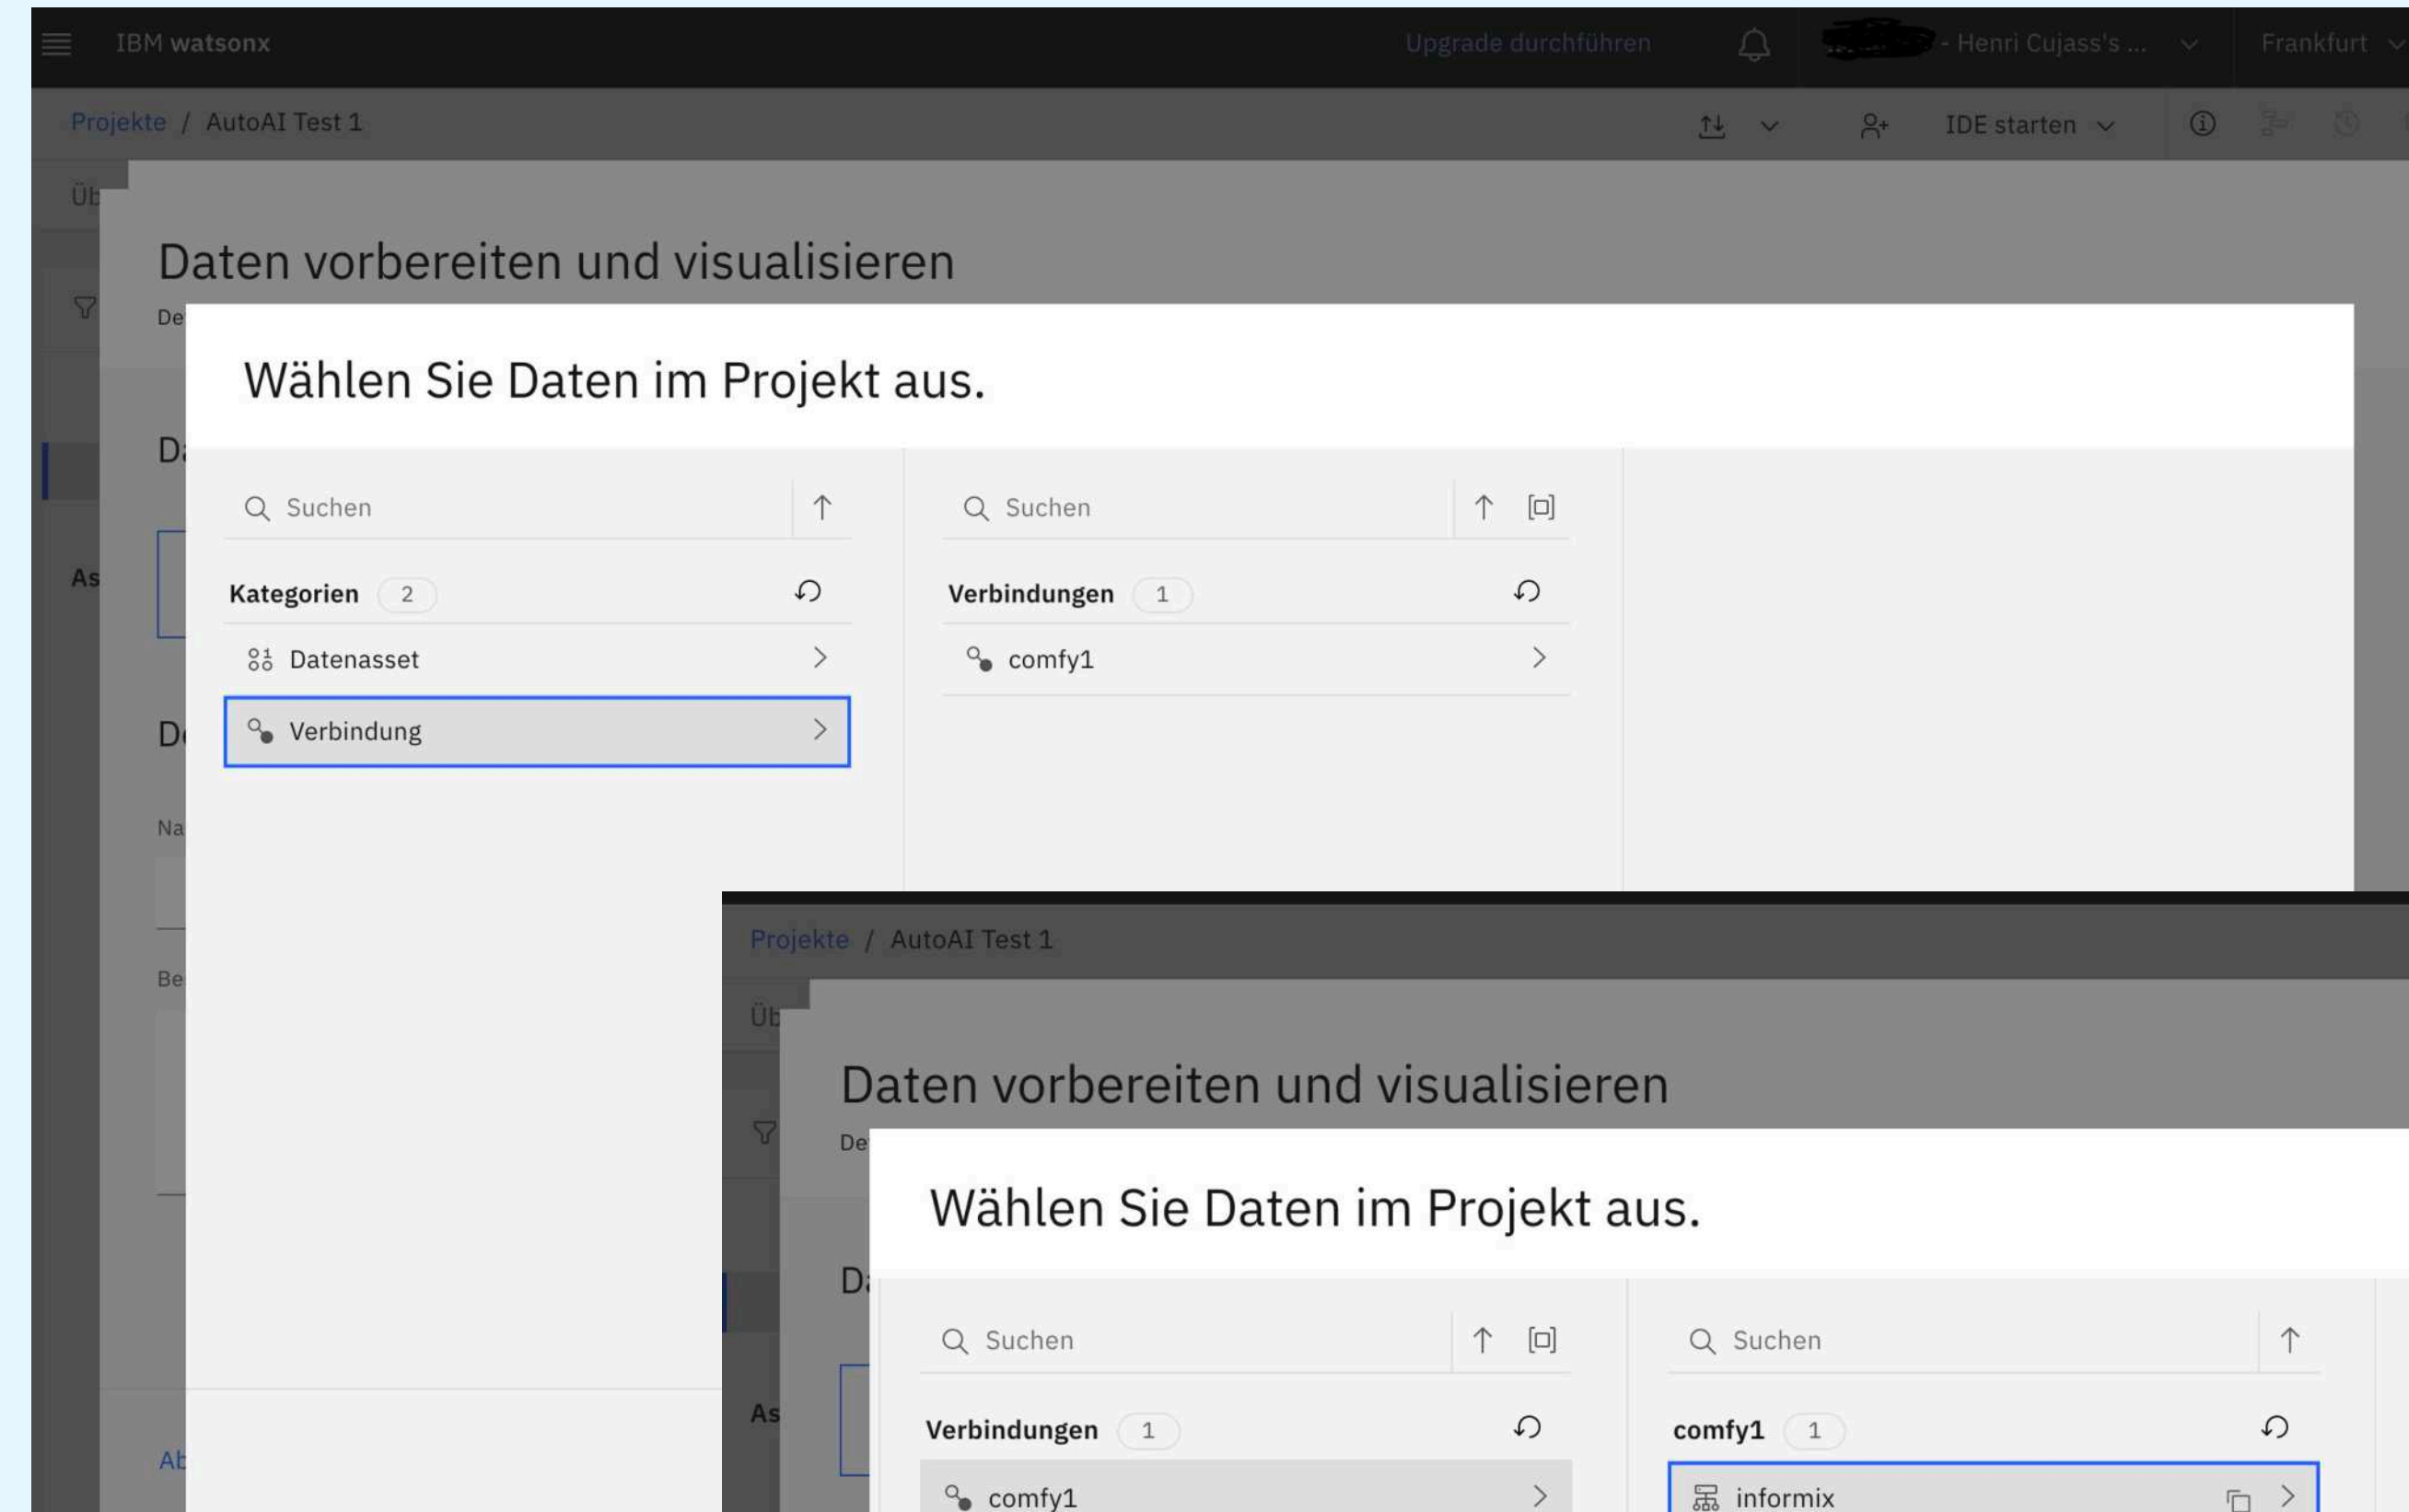 IBM watsonx
Upgrade durchführen
- Henri Cujass's ...
Frankfurt
Projekte / AutoAI Test 1
IDE starten
Daten vorbereiten und visualisieren
Wählen Sie Daten im Projekt aus.
Suchen
Suchen
Kategorien 2
Verbindungen 1
Datenasset
comfy1
Verbindung
Projekte / AutoAI Test 1
Daten vorbereiten und visualisieren
Wählen Sie Daten im Projekt aus.
Suchen
Suchen
Verbindungen 1
comfy1 1
comfy1
informix